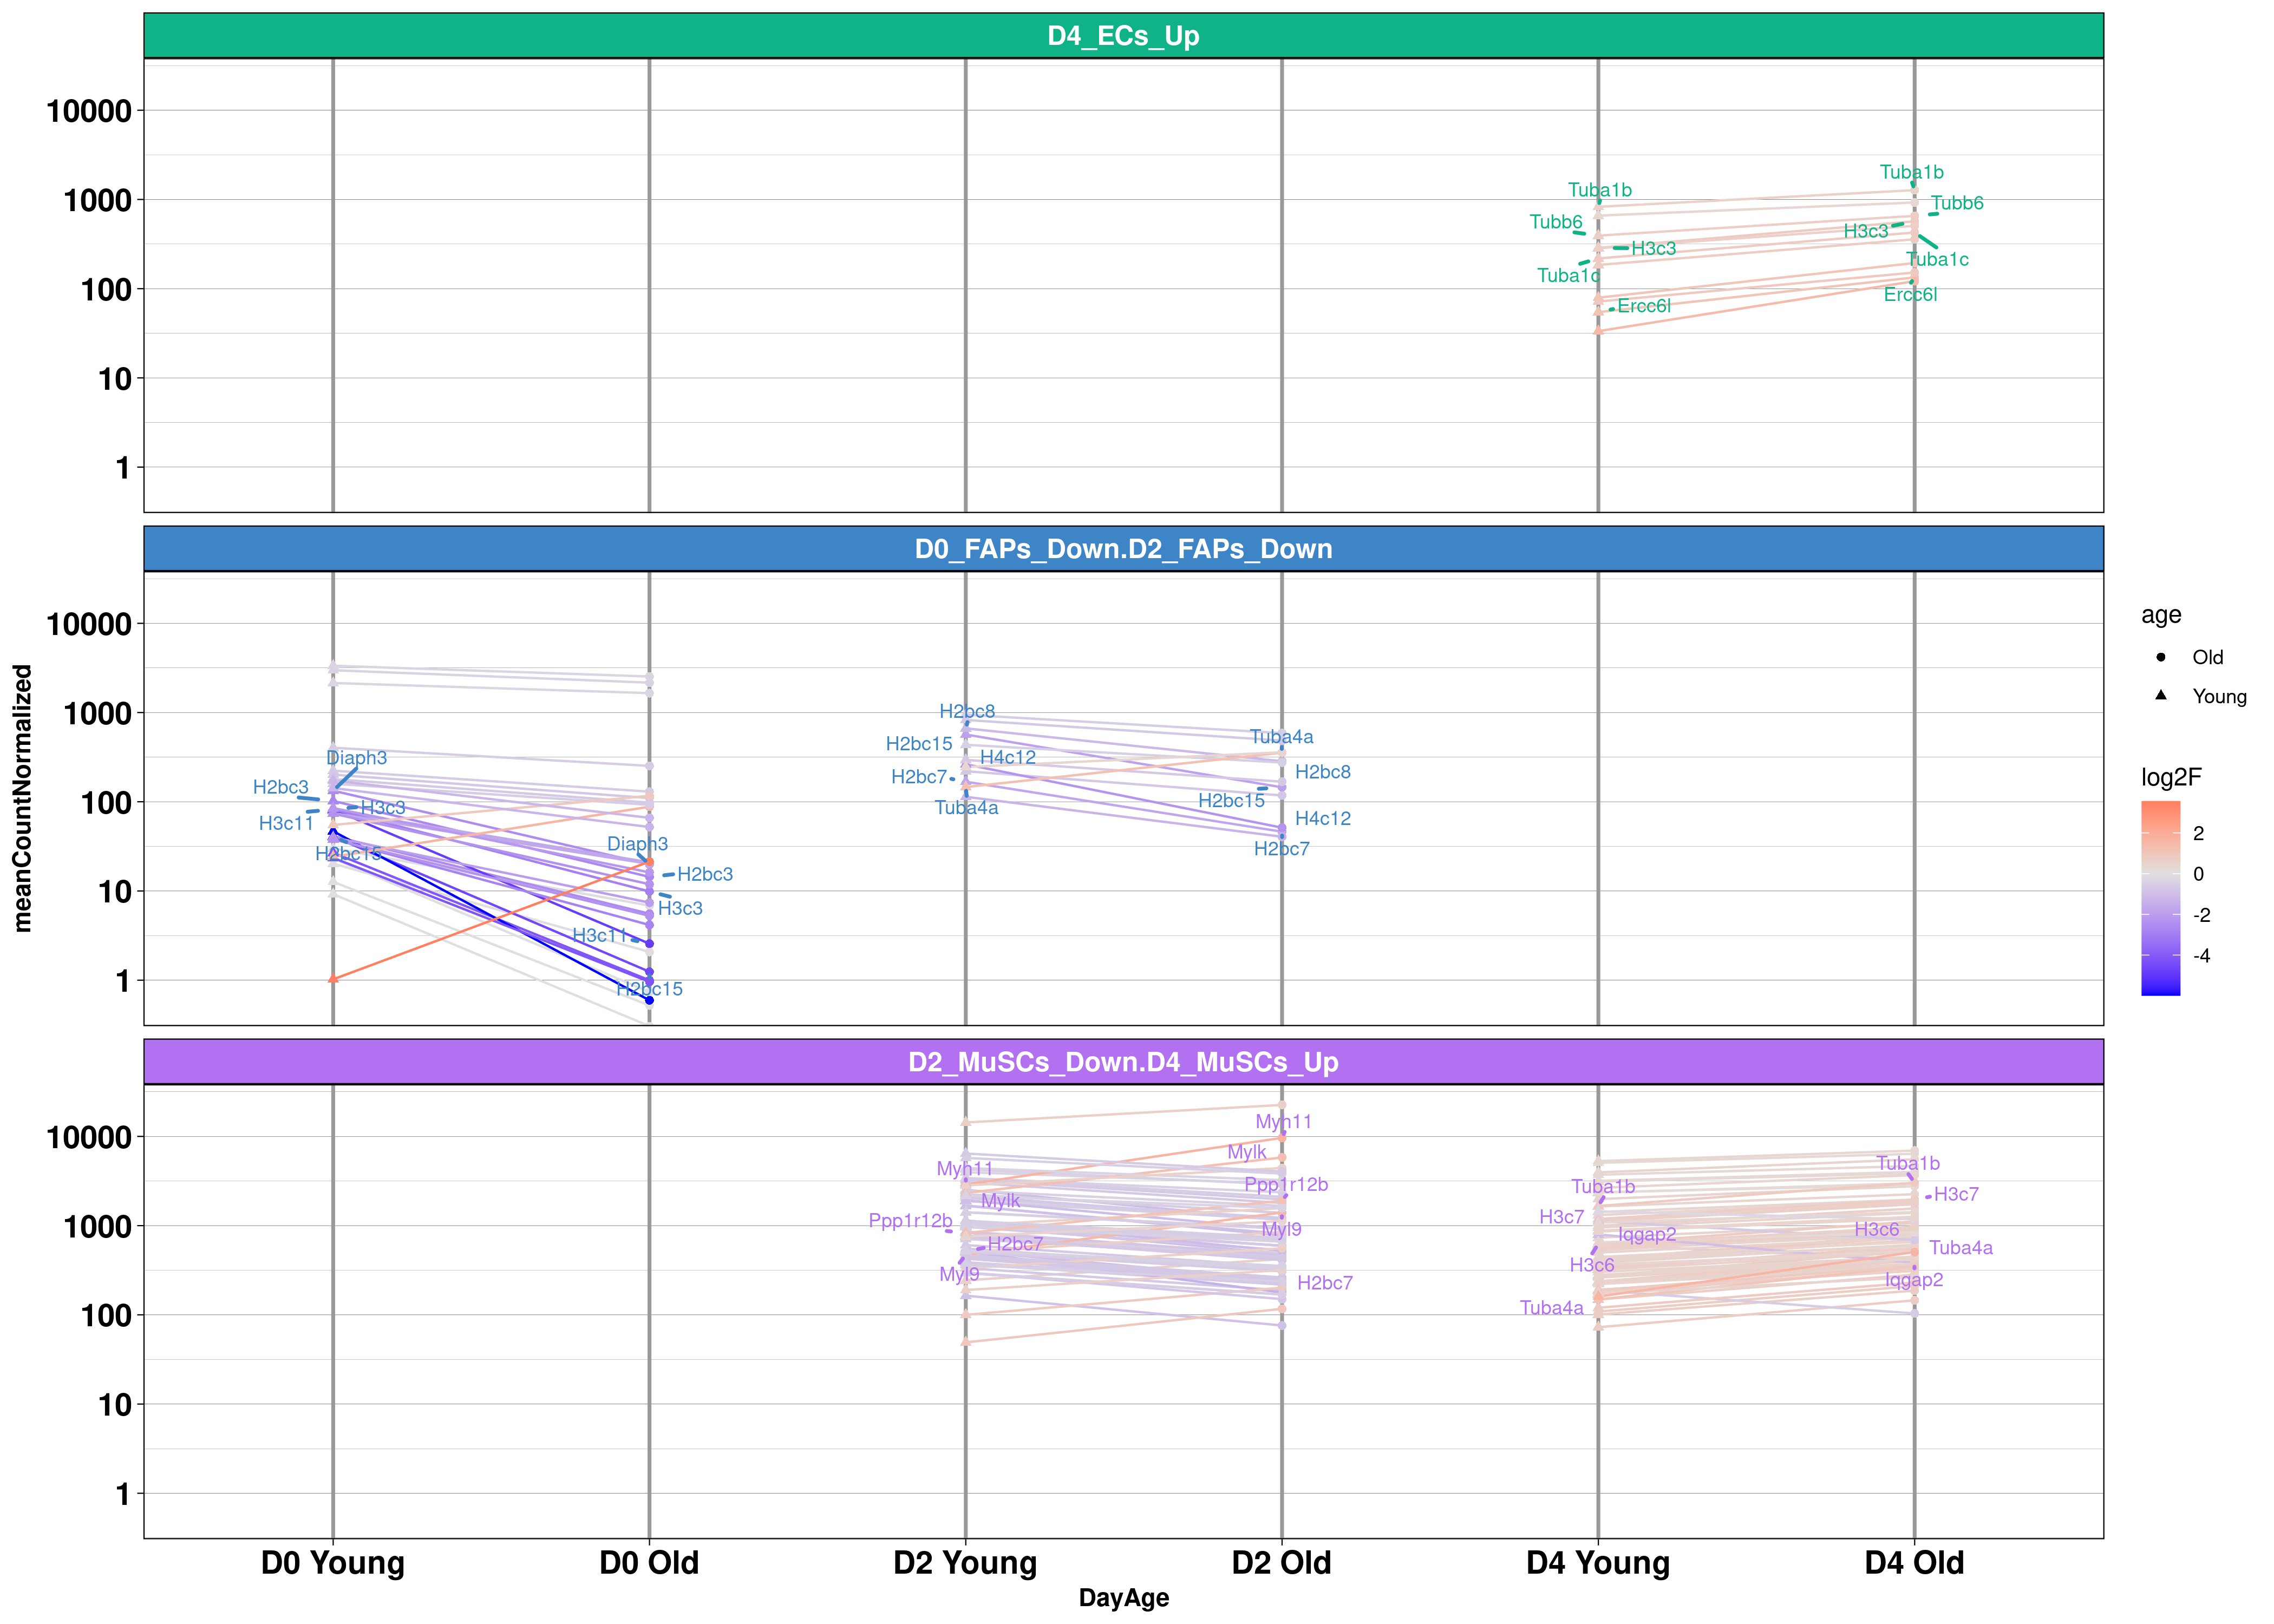 D4_ECs_Up
10000
1000
100
10
1
Tuba1b
Tubb6
H3c3
Tuba1c
Ercc6l
Tuba1b
Tubb6
H3c3
Tuba1c
Ercc6l
D0_FAPs_Down.D2_FAPs_Down
meanCountNormalized
10000
1000
100
10
1
Diaph3
H2bc3
H3c3
H3c11
H2bc15
Diaph3
H2bc3
H3c3
H3c11
H2bc15
H2bc8
H2bc15
H4c12
H2bc7
Tuba4a
Tuba4a
H2bc8
H2bc15
H4c12
H2bc7
D2_MuSCs_Down.D4_MuSCs_Up
10000
1000
100
10
1
Myh11
Mylk
Ppp1r12b
H2bc7
Myl9
Myh11
Mylk
Ppp1r12b
Myl9
H2bc7
Tuba1b
H3c7
Iqgap2
H3c6
Tuba4a
Tuba1b
H3c7
H3c6
Tuba4a
Iqgap2
D0 Young
D0 Old
D2 Young
D2 Old
D4 Young
D4 Old
DayAge
age
Old
Young
log2F
2
0
-2
-4